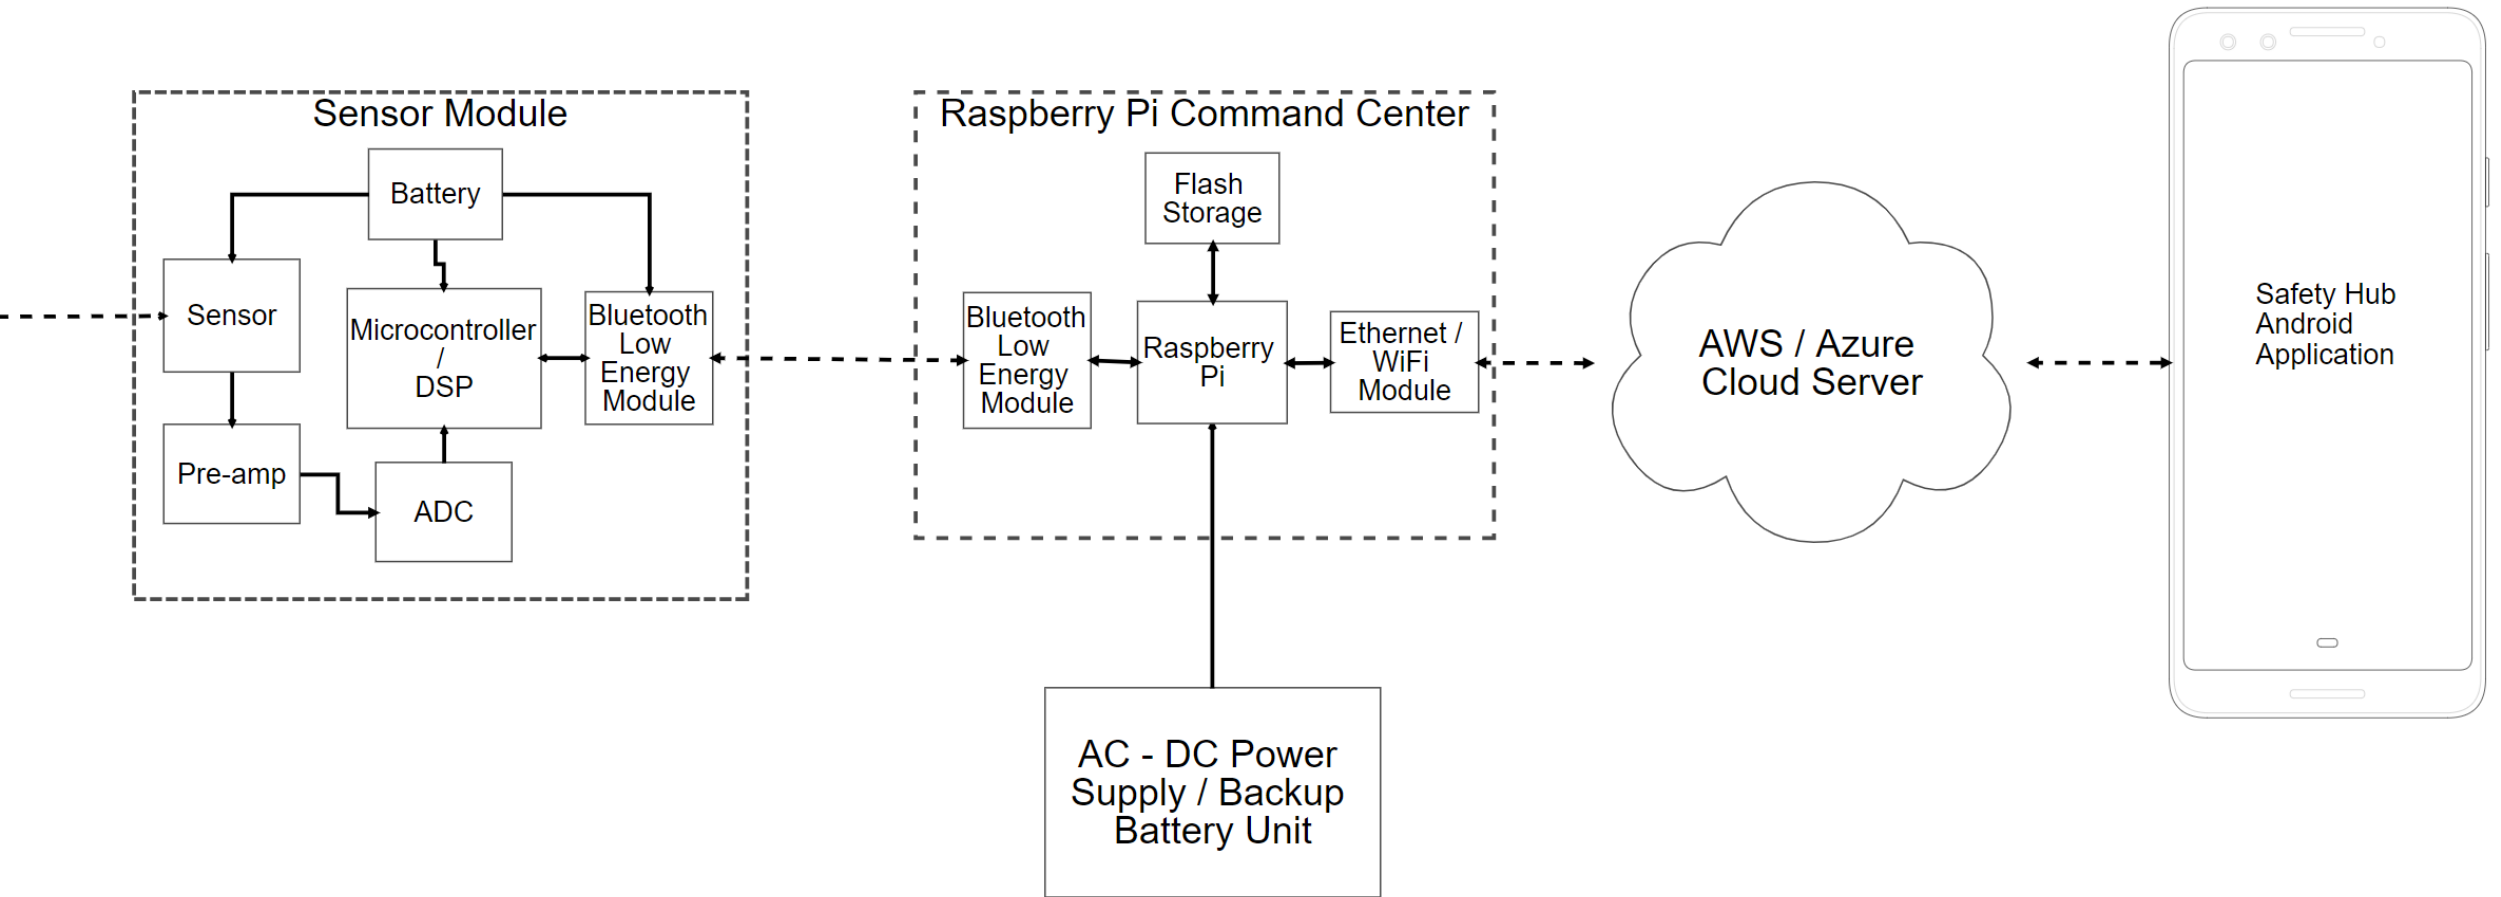 Sensor Module
Battery
Sensor
Microcontroller
/
DSP
Bluetooth
Low
Energy
Module
Pre-amp
ADC
Raspberry Pi Command Center
Flash
Storage
Bluetooth
Low
Energy
Module
Raspberry
Pi
Ethernet /
WiFi
Module
AC - DC Power
Supply / Backup
Battery Unit
AWS / Azure
Cloud Server
Safety Hub
Android
Application